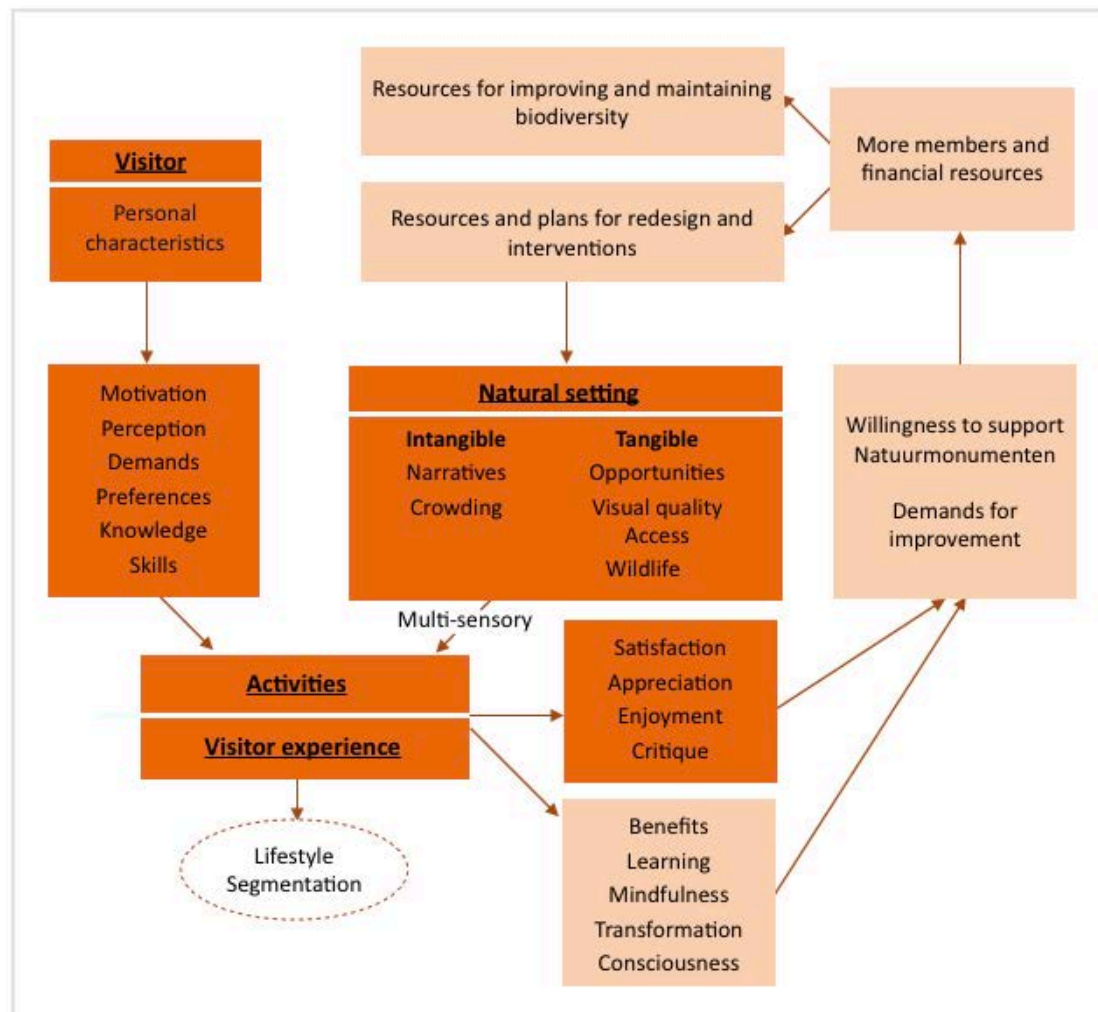 Resources for improving and maintaining
biodiversity
More members and
financial resources
Visitor
Personal
characteristics
Resources and plans for redesign and
interventions
Motivation
Perception
Demands
Preferences
Knowledge
Skills
Natural setting
Intangible
Narratives
Crowding
Tangible
Opportunities
Visual quality
Access
Wildlife
Willingness to support
Natuurmonumenten
Demands for
improvement
Multi-sensory
Activities
Visitor experience
Satisfaction
Appreciation
Enjoyment
Critique
Lifestyle
Segmentation
Benefits
Learning
Mindfulness
Transformation
Consciousness